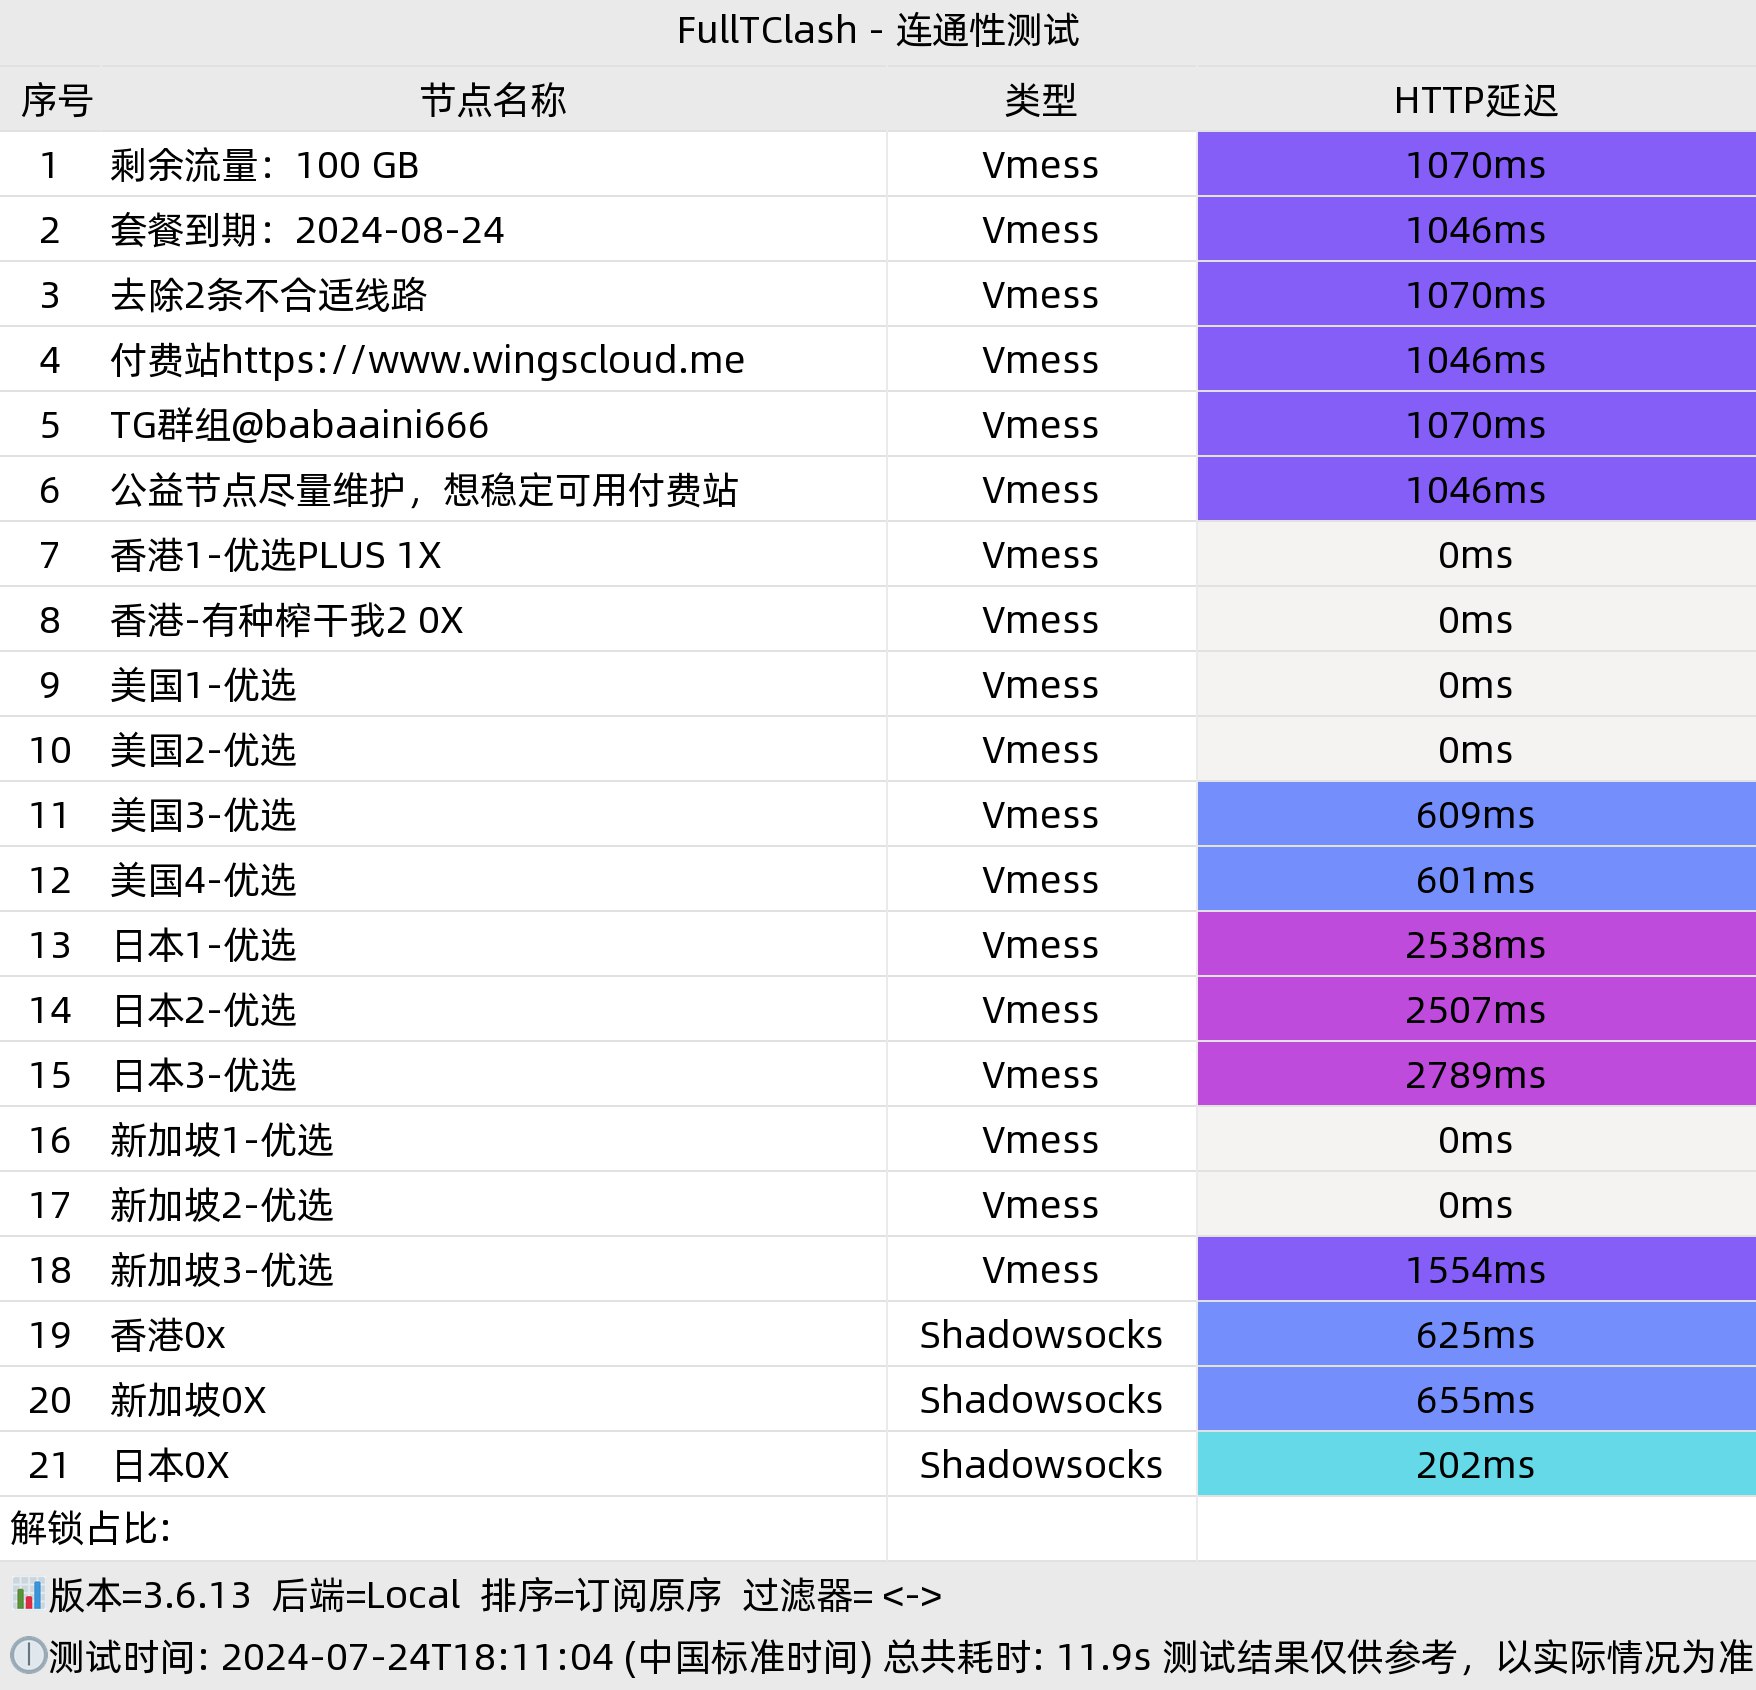 FullTClash - 连通性测试
序号 节点名称 类型 HTTP延迟
1 剩余流量：100 GB Vmess 1070ms
2 套餐到期：2024-08-24 Vmess 1046ms
3 去除2条不合适线路 Vmess 1070ms
4 付费站https://www.wingscloud.me Vmess 1046ms
5 TG群组@babaaini666 Vmess 1070ms
6 公益节点尽量维护，想稳定可用付费站 Vmess 1046ms
7 香港1-优选PLUS 1X Vmess 0ms
8 香港-有种榨干我2 0X Vmess 0ms
9 美国1-优选 Vmess 0ms
10 美国2-优选 Vmess 0ms
11 美国3-优选 Vmess 609ms
12 美国4-优选 Vmess 601ms
13 日本1-优选 Vmess 2538ms
14 日本2-优选 Vmess 2507ms
15 日本3-优选 Vmess 2789ms
16 新加坡1-优选 Vmess 0ms
17 新加坡2-优选 Vmess 0ms
18 新加坡3-优选 Vmess 1554ms
19 香港0x Shadowsocks 625ms
20 新加坡0X Shadowsocks 655ms
21 日本0X Shadowsocks 202ms
解锁占比:
版本=3.6.13 后端=Local 排序=订阅原序 过滤器= <->
测试时间: 2024-07-24T18:11:04 (中国标准时间) 总共耗时: 11.9s 测试结果仅供参考，以实际情况为准